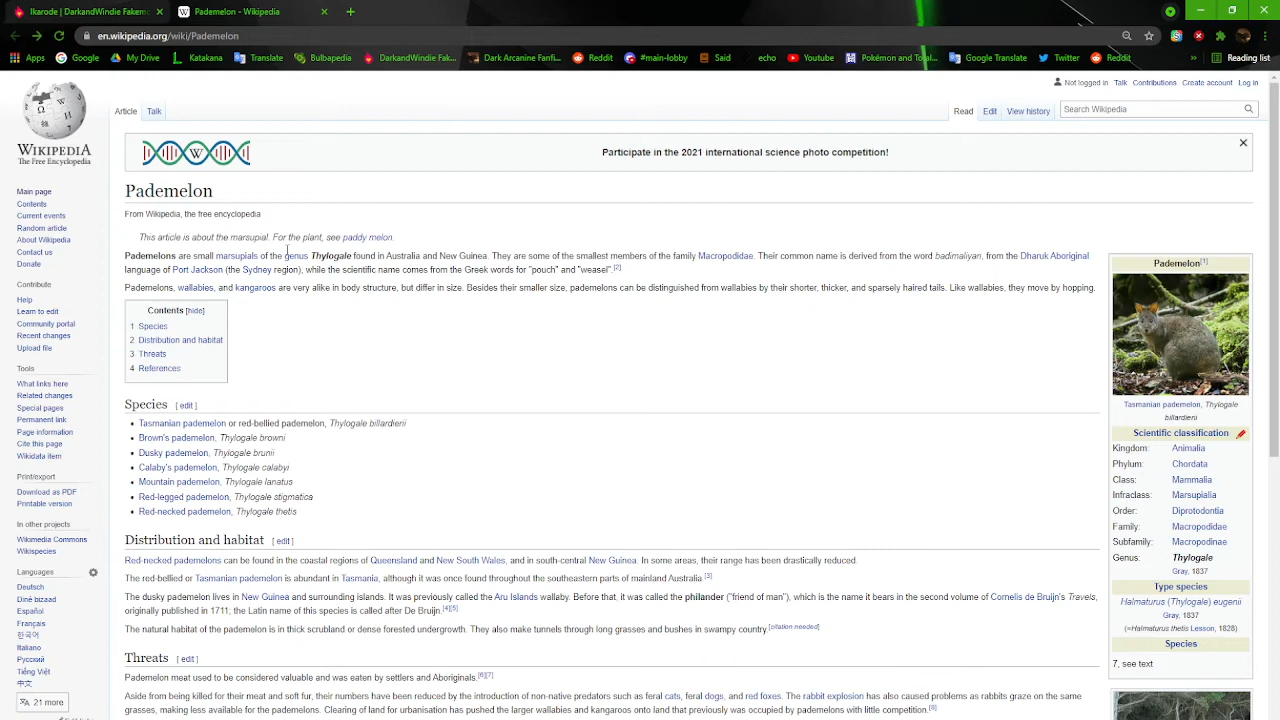 Ikarode | DarkandWindie Fakem
Pademelon - Wikipedia
en.wikipedia.org/wiki/Pademelon
Apps
Google
My Drive
Katakana
Translate
Bulbapedia
DarkandWindie Fak...
Dark Arcanine Fanfi...
Reddit
#main-lobby
Said
echo
YouTube
Pokémon and Total...
Google Translate
Twitter
Reddit
»
Reading list
Not logged in Talk Contributions Create account Log in
Article Talk
Read Edit View history
Search Wikipedia
WIKIPEDIA
The Free Encyclopedia
Participate in the 2021 international science photo competition!
Main page
Contents
Current events
Random article
About Wikipedia
Contact us
Donate
Contribute
Help
Learn to edit
Community portal
Recent changes
Upload file
Tools
What links here
Related changes
Special pages
Permanent link
Page information
Cite this page
Wikidata item
Print/export
Download as PDF
Printable version
In other projects
Wikimedia Commons
Wikispecies
Languages
Deutsch
Diné bizaad
Español
Français
한국어
Italiano
Русский
Tiếng Việt
中文
21 more
Pademelon
From Wikipedia, the free encyclopedia
This article is about the marsupial. For the plant, see paddy melon.
Pademelons are small marsupials of the genus Thylogale found in Australia and New Guinea. They are some of the smallest members of the family Macropodidae. Their common name is derived from the word badimaliyan, from the Dharuk Aboriginal
language of Port Jackson (the Sydney region), while the scientific name comes from the Greek words for "pouch" and "weasel".[2]
Pademelons, wallabies, and kangaroos are very alike in body structure, but differ in size. Besides their smaller size, pademelons can be distinguished from wallabies by their shorter, thicker, and sparsely haired tails. Like wallabies, they move by hopping.
Contents [hide]
1 Species
2 Distribution and habitat
3 Threats
4 References
Species [ edit ]
• Tasmanian pademelon or red-bellied pademelon, Thylogale billardierii
• Brown's pademelon, Thylogale browni
• Dusky pademelon, Thylogale brunii
• Calaby's pademelon, Thylogale calabyi
• Mountain pademelon, Thylogale lanatus
• Red-legged pademelon, Thylogale stigmatica
• Red-necked pademelon, Thylogale thetis
Distribution and habitat [ edit ]
Red-necked pademelons can be found in the coastal regions of Queensland and New South Wales, and in south-central New Guinea. In some areas, their range has been drastically reduced.
The red-bellied or Tasmanian pademelon is abundant in Tasmania, although it was once found throughout the southeastern parts of mainland Australia.[3]
The dusky pademelon lives in New Guinea and surrounding islands. It was previously called the Aru Islands wallaby. Before that, it was called the philander ("friend of man"), which is the name it bears in the second volume of Cornelis de Bruijn's Travels,
originally published in 1711; the Latin name of this species is called after De Bruijn.[4][5]
The natural habitat of the pademelon is in thick scrubland or dense forested undergrowth. They also make tunnels through long grasses and bushes in swampy country.[citation needed]
Threats [ edit ]
Pademelon meat used to be considered valuable and was eaten by settlers and Aboriginals.[6][7]
Aside from being killed for their meat and soft fur, their numbers have been reduced by the introduction of non-native predators such as feral cats, feral dogs, and red foxes. The rabbit explosion has also caused problems as rabbits graze on the same
grasses, making less available for the pademelons. Clearing of land for urbanisation has pushed the larger wallabies and kangaroos onto land that previously was occupied by pademelons with little competition.[8]
Pademelon[1]
Tasmanian pademelon, Thylogale
billardierii
Scientific classification
Kingdom: Animalia
Phylum: Chordata
Class: Mammalia
Infraclass: Marsupialia
Order: Diprotodontia
Family: Macropodidae
Subfamily: Macropodinae
Genus: Thylogale
Gray, 1837
Type species
Halmaturus (Thylogale) eugenii
Gray, 1837
(=Halmaturus thetis Lesson, 1828)
Species
7, see text